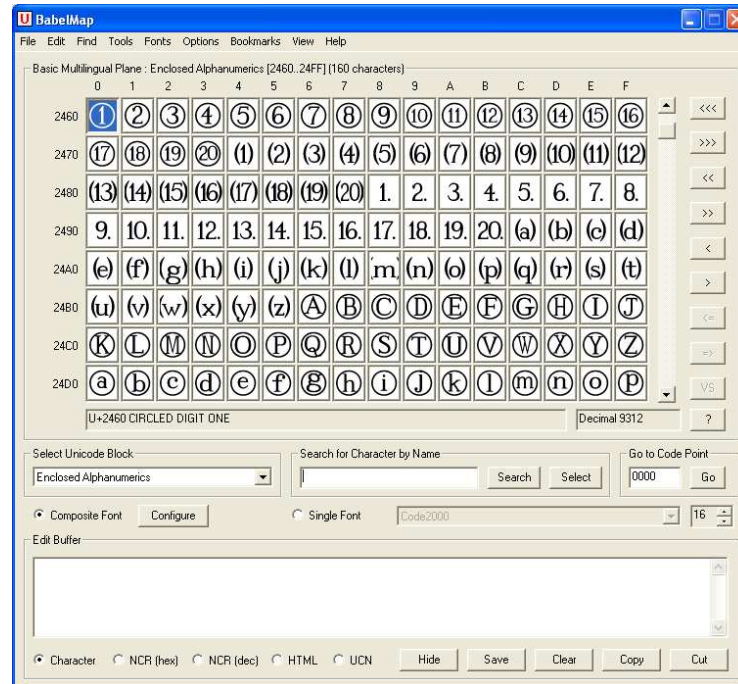 BabelMap
File Edit Find Tools Fonts Options Bookmarks View Help
Basic Multilingual Plane : Enclosed Alphanumerics [2460..24FF] (160 characters)
0 1 2 3 4 5 6 7 8 9 A B C D E F
2460 ① ② ③ ④ ⑤ ⑥ ⑦ ⑧ ⑨ ⑩ ⑪ ⑫ ⑬ ⑭ ⑮ ⑯ <<<
2470 ⑰ ⑱ ⑲ ⑳ ⑴ ⑵ ⑶ ⑷ ⑸ ⑹ ⑺ ⑻ ⑼ ⑽ ⑾ ⑿ >>>
2480 ⒀ ⒁ ⒂ ⒃ ⒄ ⒅ ⒆ ⒇ ⒈ ⒉ ⒊ ⒋ ⒌ ⒍ ⒎ ⒏ <<
2490 ⒐ ⒑ ⒒ ⒓ ⒔ ⒕ ⒖ ⒗ ⒘ ⒙ ⒚ ⒛ ⒜ ⒝ ⒞ ⒟ >>
24A0 ⒠ ⒡ ⒢ ⒣ ⒤ ⒥ ⒦ ⒧ ⒨ ⒩ ⒪ ⒫ ⒬ ⒭ ⒮ ⒯ <
24B0 ⒰ ⒱ ⒲ ⒳ ⒴ ⒵ Ⓐ Ⓑ Ⓒ Ⓓ Ⓔ Ⓕ Ⓖ Ⓗ Ⓘ Ⓙ >
24C0 Ⓚ Ⓛ Ⓜ Ⓝ Ⓞ Ⓟ Ⓠ Ⓡ Ⓢ Ⓣ Ⓤ Ⓥ Ⓦ Ⓧ Ⓨ Ⓩ <=
=>
24D0 ⓐ ⓑ ⓒ ⓓ ⓔ ⓕ ⓖ ⓗ ⓘ ⓙ ⓚ ⓛ ⓜ ⓝ ⓞ ⓟ VS
U+2460 CIRCLED DIGIT ONE Decimal 9312 ?
Select Unicode Block Search for Character by Name Go to Code Point
Enclosed Alphanumerics Search Select 0000 Go
Composite Font Configure Single Font Code2000 16
Edit Buffer
Character NCR (hex) NCR (dec) HTML UCN Hide Save Clear Copy Cut